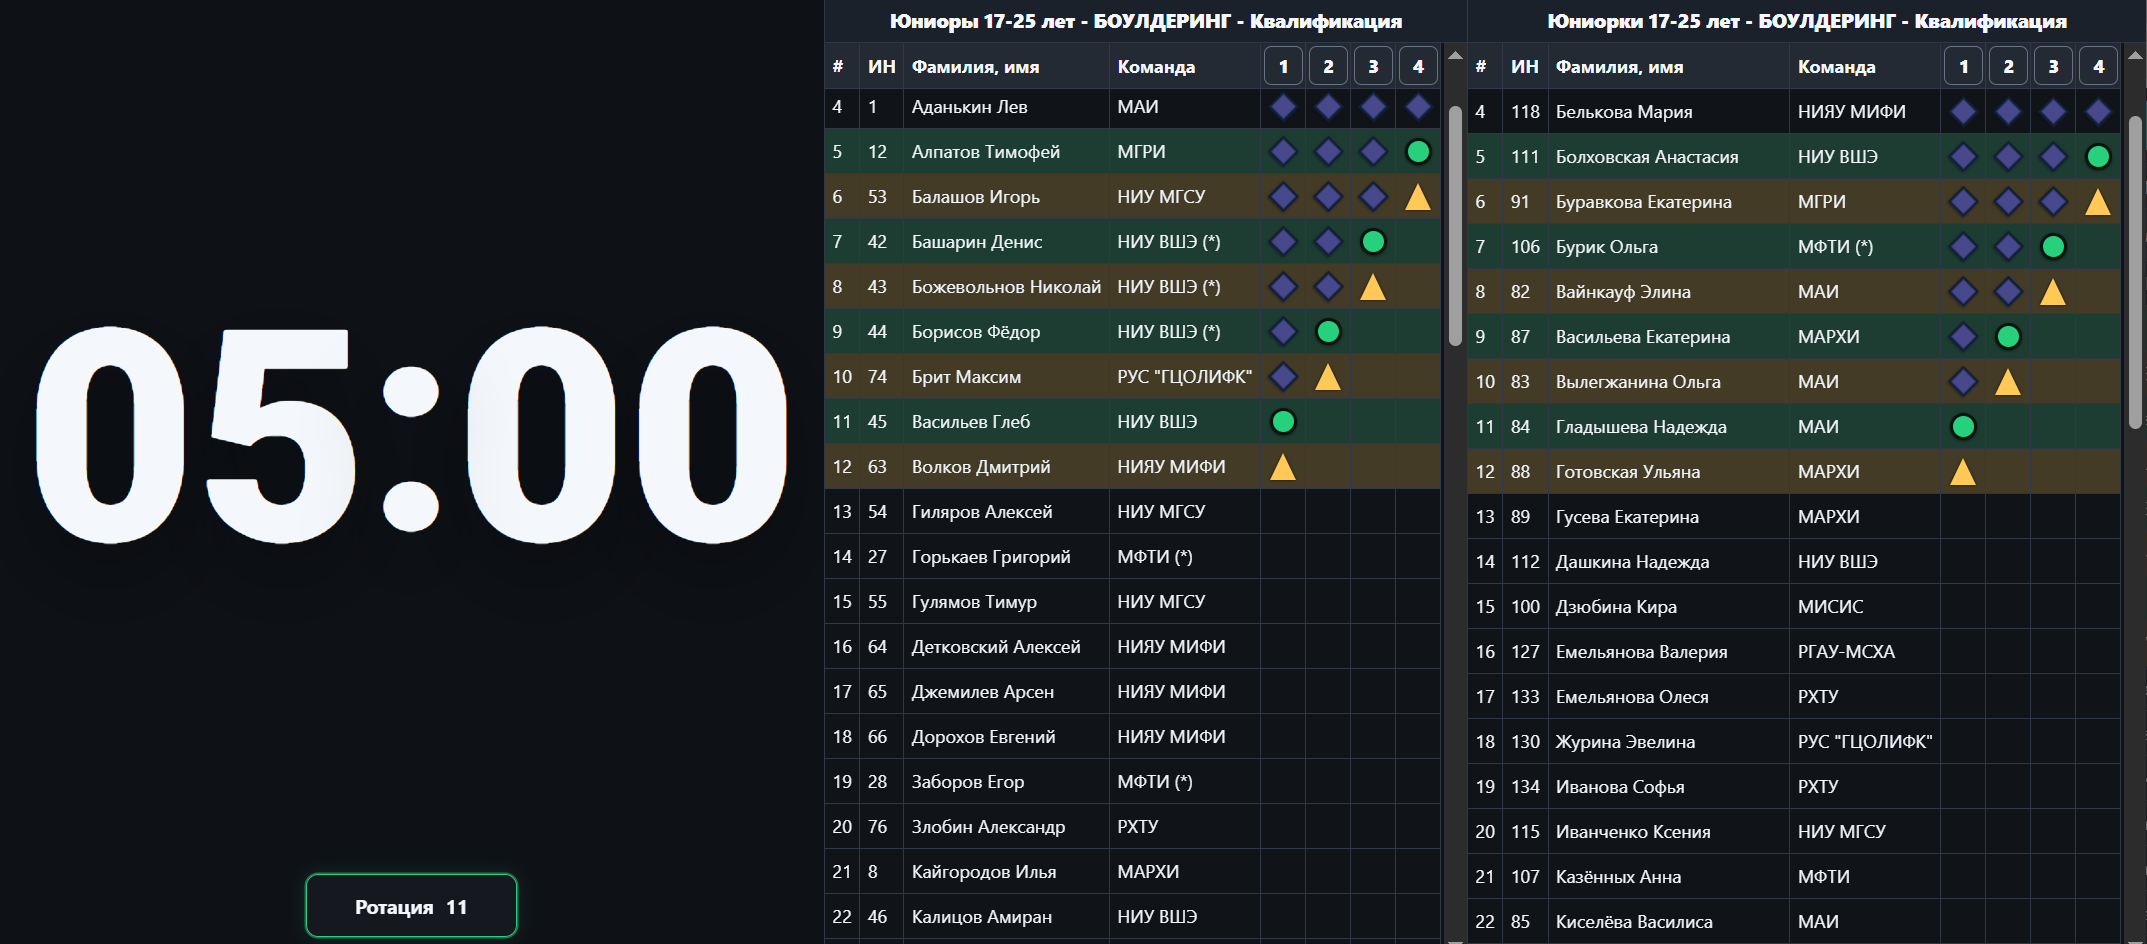 05:00
Ротация 11
Юниоры 17-25 лет - БОУЛДЕРИНГ - Квалификация
# ИН Фамилия, имя Команда 1 2 3 4
4 1 Аданькин Лев МАИ
5 12 Алпатов Тимофей МГРИ
6 53 Балашов Игорь НИУ МГСУ
7 42 Башарин Денис НИУ ВШЭ (*)
8 43 Божевольнов Николай НИУ ВШЭ (*)
9 44 Борисов Фёдор НИУ ВШЭ (*)
10 74 Брит Максим РУС "ГЦОЛИФК"
11 45 Васильев Глеб НИУ ВШЭ
12 63 Волков Дмитрий НИЯУ МИФИ
13 54 Гиляров Алексей НИУ МГСУ
14 27 Горькаев Григорий МФТИ (*)
15 55 Гулямов Тимур НИУ МГСУ
16 64 Детковский Алексей НИЯУ МИФИ
17 65 Джемилев Арсен НИЯУ МИФИ
18 66 Дорохов Евгений НИЯУ МИФИ
19 28 Заборов Егор МФТИ (*)
20 76 Злобин Александр РХТУ
21 8 Кайгородов Илья МАРХИ
22 46 Калицов Амиран НИУ ВШЭ
Юниорки 17-25 лет - БОУЛДЕРИНГ - Квалификация
# ИН Фамилия, имя Команда 1 2 3 4
4 118 Белькова Мария НИЯУ МИФИ
5 111 Болховская Анастасия НИУ ВШЭ
6 91 Буравкова Екатерина МГРИ
7 106 Бурик Ольга МФТИ (*)
8 82 Вайнкауф Элина МАИ
9 87 Васильева Екатерина МАРХИ
10 83 Вылегжанина Ольга МАИ
11 84 Гладышева Надежда МАИ
12 88 Готовская Ульяна МАРХИ
13 89 Гусева Екатерина МАРХИ
14 112 Дашкина Надежда НИУ ВШЭ
15 100 Дзюбина Кира МИСИС
16 127 Емельянова Валерия РГАУ-МСХА
17 133 Емельянова Олеся РХТУ
18 130 Журина Эвелина РУС "ГЦОЛИФК"
19 134 Иванова Софья РХТУ
20 115 Иванченко Ксения НИУ МГСУ
21 107 Казённых Анна МФТИ
22 85 Киселёва Василиса МАИ